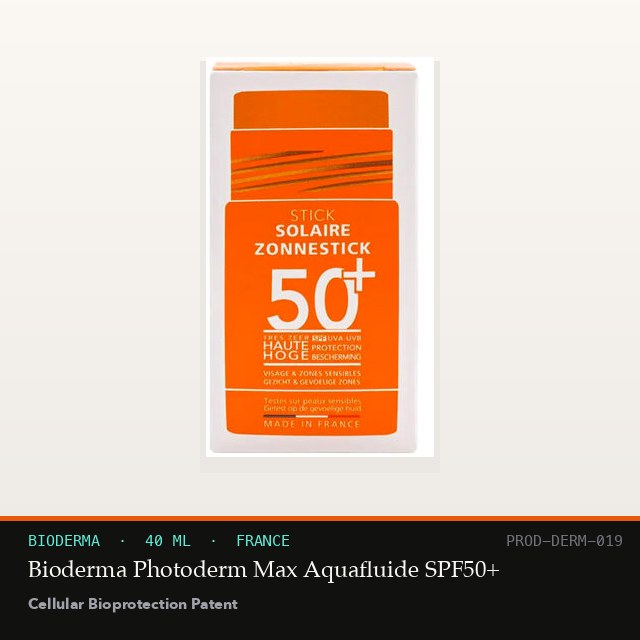 STICK
SOLAIRE
ZONNESTICK
50+
TRÈS ZEER SPF UVA-UVB
HAUTE PROTECTION
HOGE BESCHERMING
VISAGE & ZONES SENSIBLES
GEZICHT & GEVOELIGE ZONES
Testés sur peaux sensibles
Getest op de gevoelige huid
MADE IN FRANCE
BIODERMA · 40 ML · FRANCE
PROD-DERM-019
Bioderma Photoderm Max Aquafluide SPF50+
Cellular Bioprotection Patent